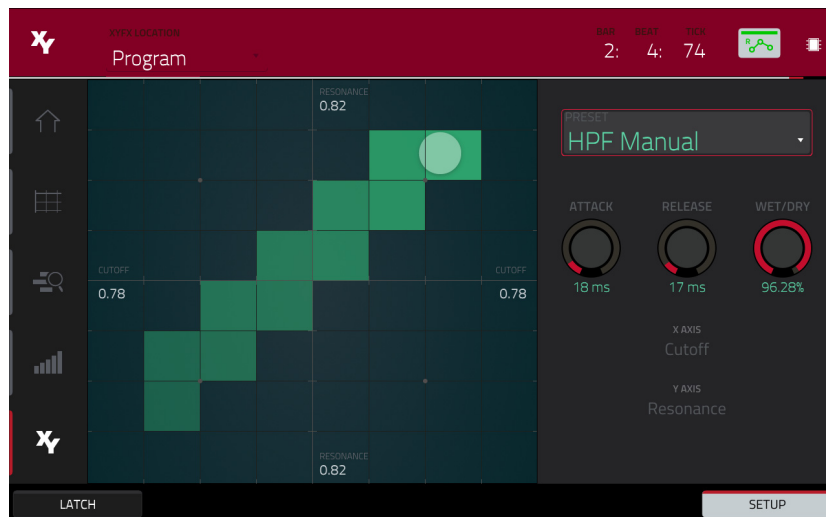 XY
XYFX LOCATION
Program
BAR BEAT TICK
2: 4: 74
R
RESONANCE
0.82
CUTOFF
0.78
CUTOFF
0.78
RESONANCE
0.82
PRESET
HPF Manual
ATTACK RELEASE WET/DRY
18 ms 17 ms 96.28%
X AXIS
Cutoff
Y AXIS
Resonance
XY
LATCH
SETUP